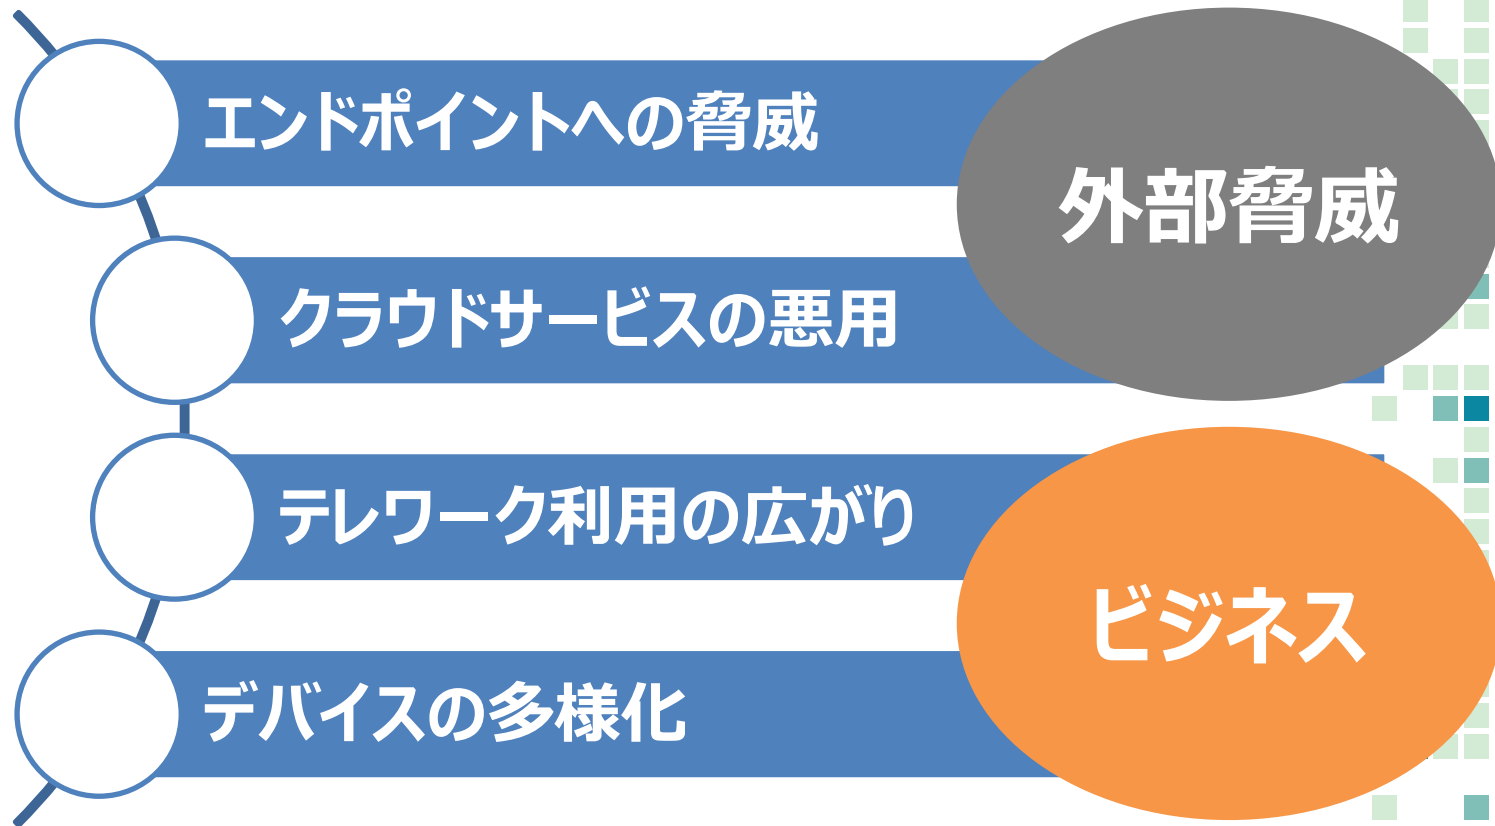 エンドポイントへの脅威
外部脅威
クラウドサービスの悪用
テレワーク利用の広がり
ビジネス
デバイスの多様化